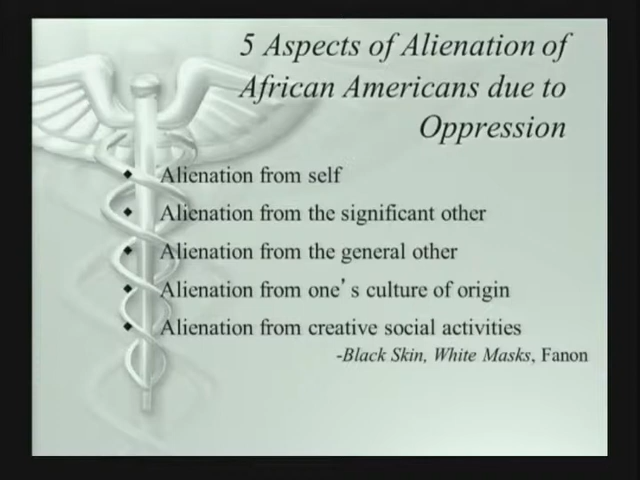 5 Aspects of Alienation of
African Americans due to
Oppression
◆ Alienation from self
◆ Alienation from the significant other
◆ Alienation from the general other
◆ Alienation from one’s culture of origin
◆ Alienation from creative social activities
-Black Skin, White Masks, Fanon